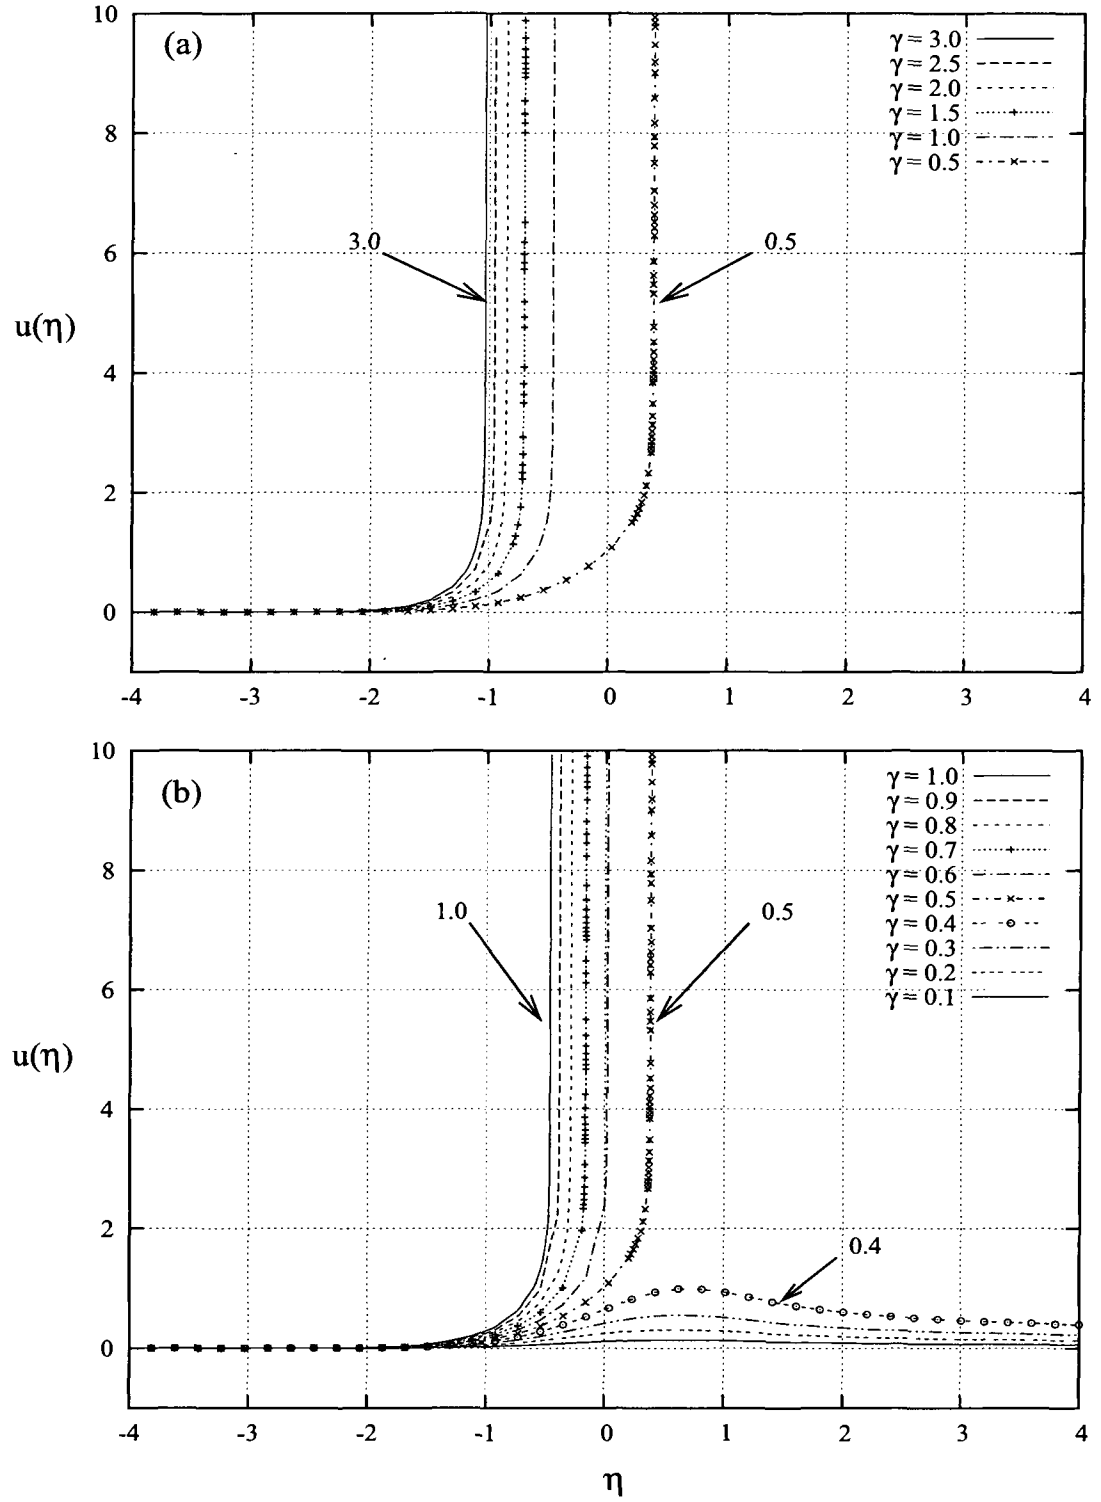 10
(a)
γ = 3.0
γ = 2.5
γ = 2.0
γ = 1.5
γ = 1.0
γ = 0.5
8
3.0
0.5
6
u(η)
4
2
0
-4 -3 -2 -1 0 1 2 3 4
10
(b)
γ = 1.0
γ = 0.9
γ = 0.8
γ = 0.7
γ = 0.6
γ = 0.5
γ = 0.4
γ = 0.3
γ = 0.2
γ = 0.1
8
1.0
0.5
6
u(η)
4
2
0.4
0
-4 -3 -2 -1 0 1 2 3 4
η